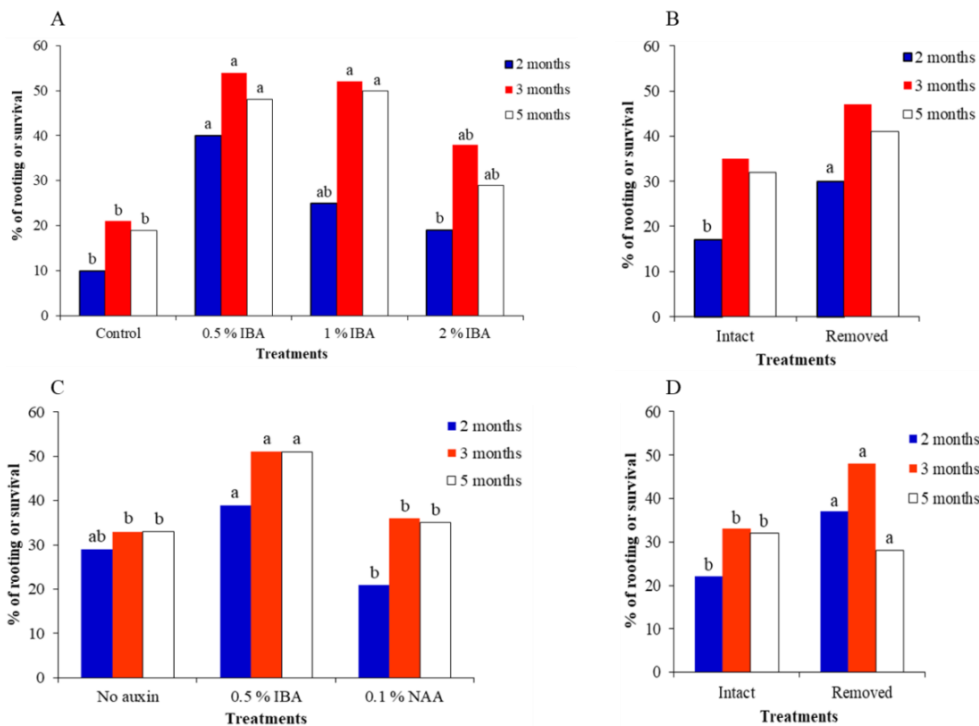 A
% of rooting or survival
60
50
40
30
20
10
0
b b b
a a a
ab a a
b ab ab
Control 0.5 % IBA 1 % IBA 2 % IBA
Treatments
2 months
3 months
5 months
B
% of rooting or survival
60
50
40
30
20
10
0
b
a
Intact Removed
Treatments
2 months
3 months
5 months
C
% of rooting or survival
60
50
40
30
20
10
0
ab b b
a a a
b b b
No auxin 0.5 % IBA 0.1 % NAA
Treatments
2 months
3 months
5 months
D
% of rooting or survival
60
50
40
30
20
10
0
b b b
a a a
Intact Removed
Treatments
2 months
3 months
5 months